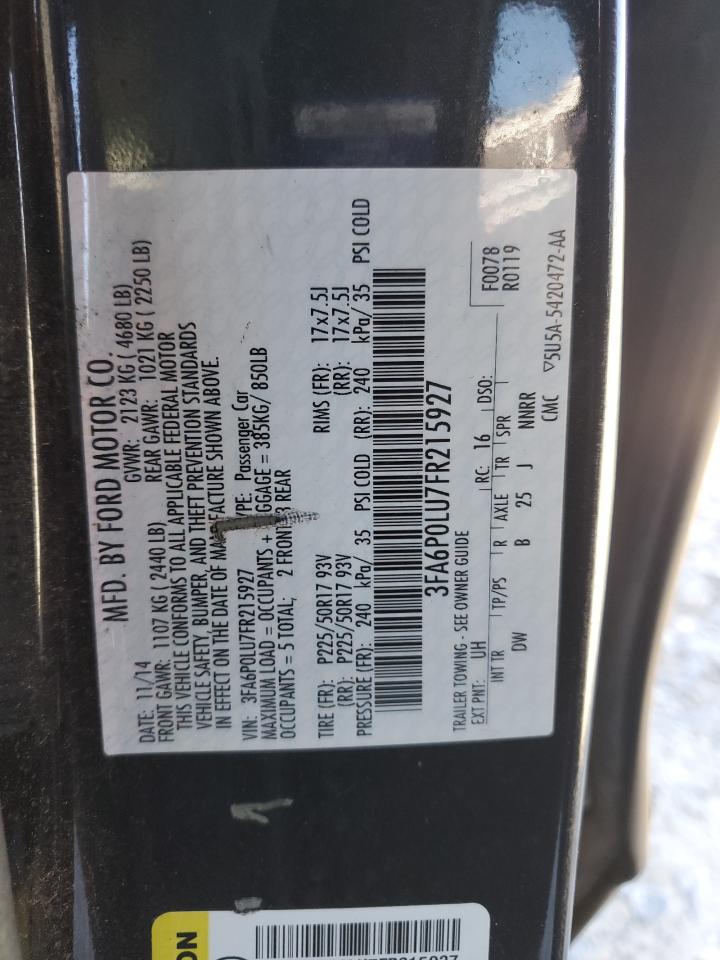 MFD. BY FORD MOTOR CO.
DATE: 11/14 GVWR: 2123 KG ( 4680 LB)
FRONT GAWR: 1107 KG (2440 LB) REAR GAWR: 1021 KG ( 2250 LB)
THIS VEHICLE CONFORMS TO ALL APPLICABLE FEDERAL MOTOR
VEHICLE SAFETY, BUMPER, AND THEFT PREVENTION STANDARDS
IN EFFECT ON THE DATE OF MANUFACTURE SHOWN ABOVE.
VIN: 3FA6P0LU7FR215927 TYPE: Passenger Car
MAXIMUM LOAD = OCCUPANTS + LUGGAGE = 385KG/ 850LB
OCCUPANTS = 5 TOTAL; 2 FRONT 3 REAR
TIRE (FR): P225/50R17 93V RIMS (FR): 17x7.5J
(RR): P225/50R17 93V (RR): 17x7.5J
PRESSURE (FR): 240 kPa/ 35 PSI COLD (RR): 240 kPa/ 35 PSI COLD
3FA6P0LU7FR215927
TRAILER TOWING - SEE OWNER GUIDE
EXT PNT: UH RC: 16 DSO: F0078
INT TR TP/PS R AXLE TR SPR R0119
DW B 25 J NNRR
CMC ▽5U5A-5420472-AA